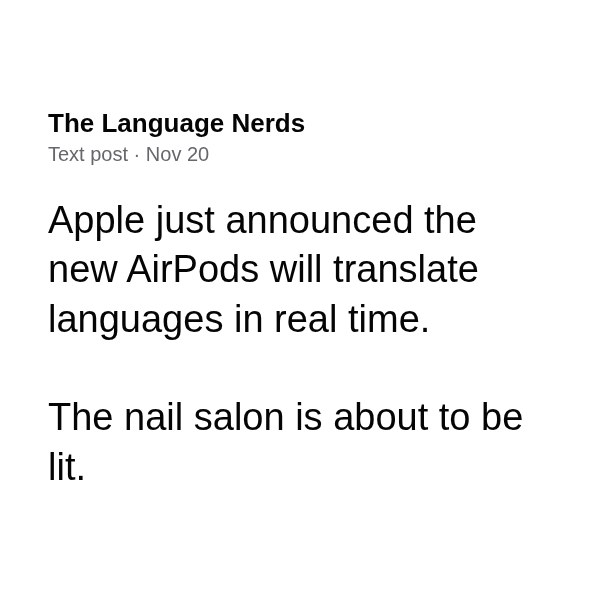 The Language Nerds
Text post · Nov 20
Apple just announced the
new AirPods will translate
languages in real time.
The nail salon is about to be
lit.